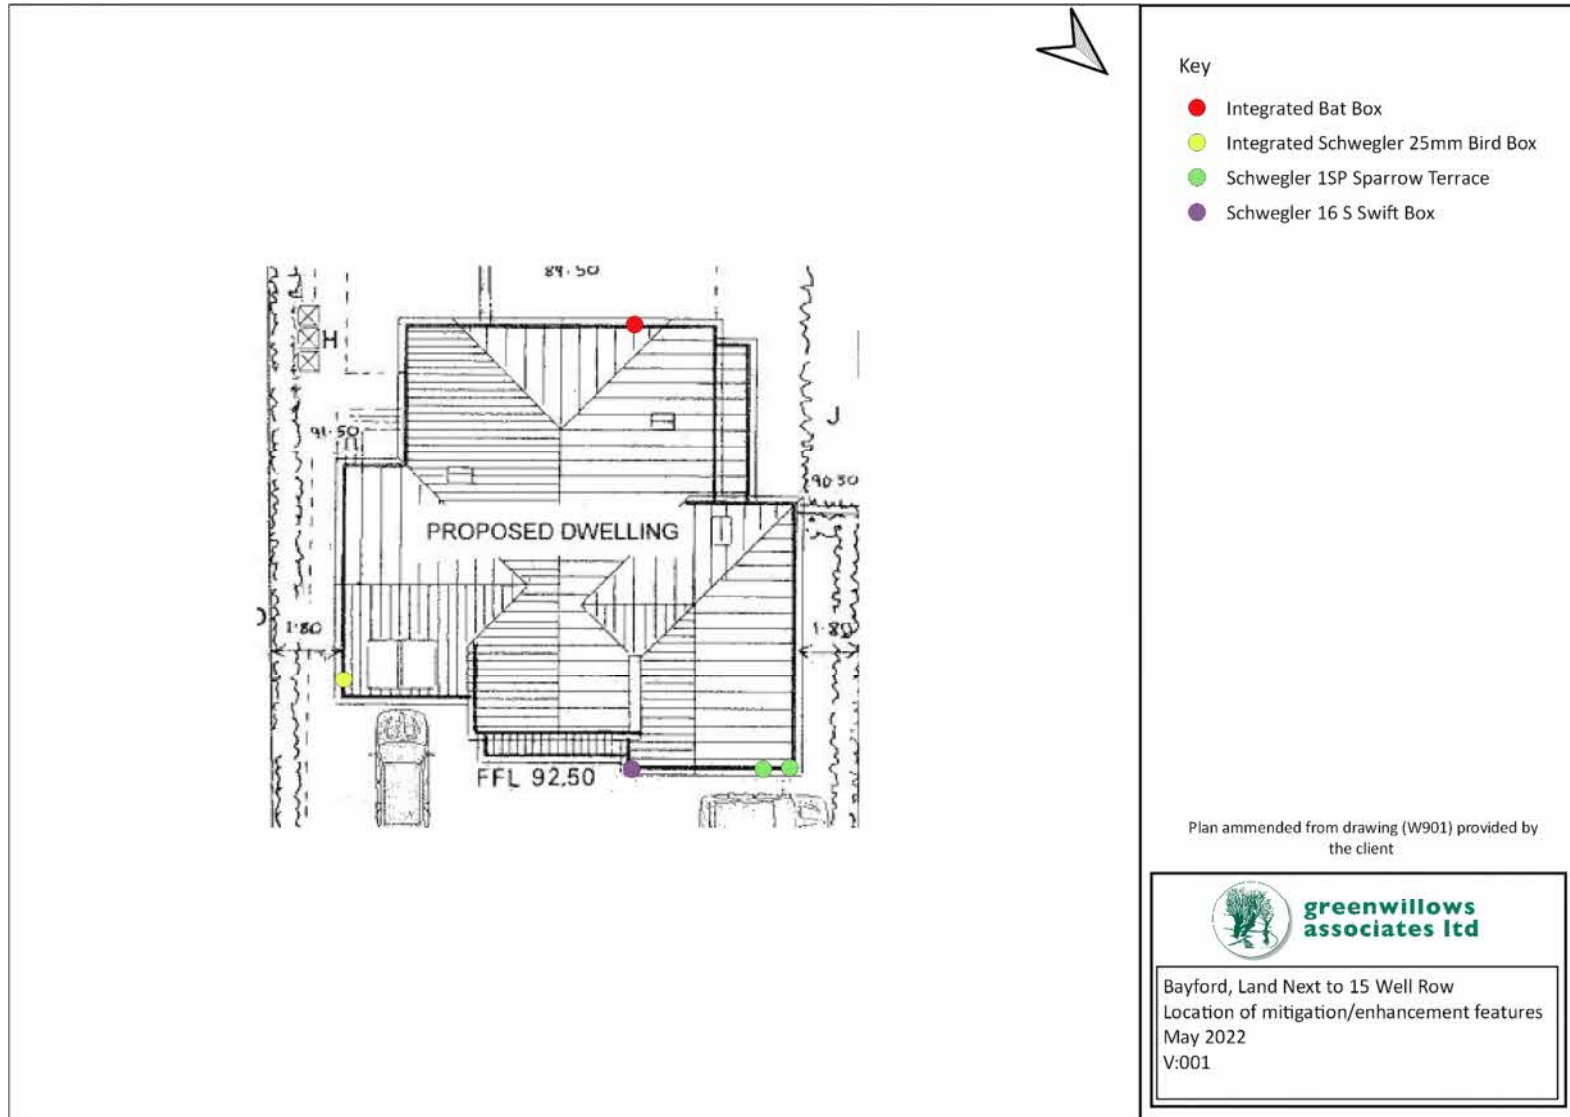 89.50
H
91.50
J
90.50
PROPOSED DWELLING
1.80
1.80
FFL 92,50
Key
Integrated Bat Box
Integrated Schwegler 25mm Bird Box
Schwegler 1SP Sparrow Terrace
Schwegler 16 S Swift Box
Plan ammended from drawing (W901) provided by
the client
greenwillows
associates ltd
Bayford, Land Next to 15 Well Row
Location of mitigation/enhancement features
May 2022
V:001